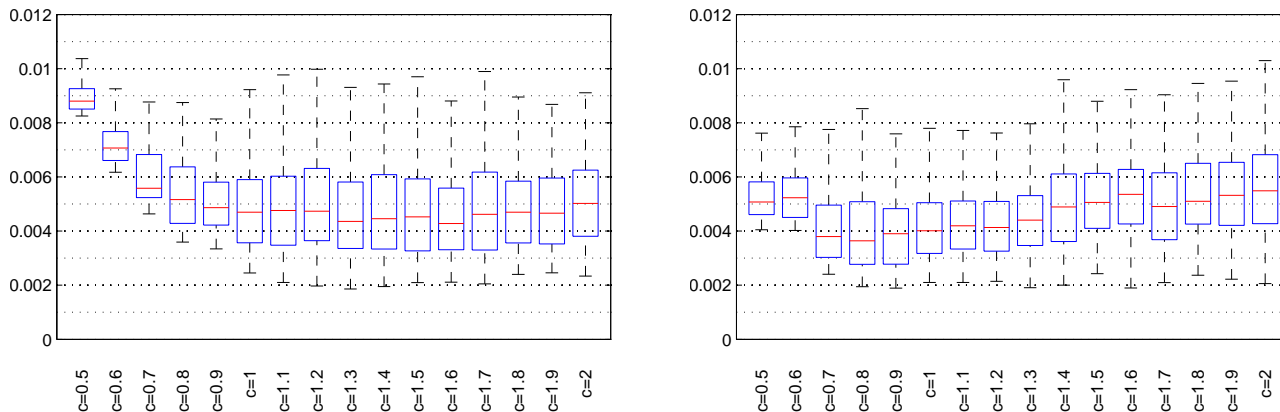 0.012
0.01
0.008
0.006
0.004
0.002
0
c=0.5
c=0.6
c=0.7
c=0.8
c=0.9
c=1
c=1.1
c=1.2
c=1.3
c=1.4
c=1.5
c=1.6
c=1.7
c=1.8
c=1.9
c=2
0.012
0.01
0.008
0.006
0.004
0.002
0
c=0.5
c=0.6
c=0.7
c=0.8
c=0.9
c=1
c=1.1
c=1.2
c=1.3
c=1.4
c=1.5
c=1.6
c=1.7
c=1.8
c=1.9
c=2